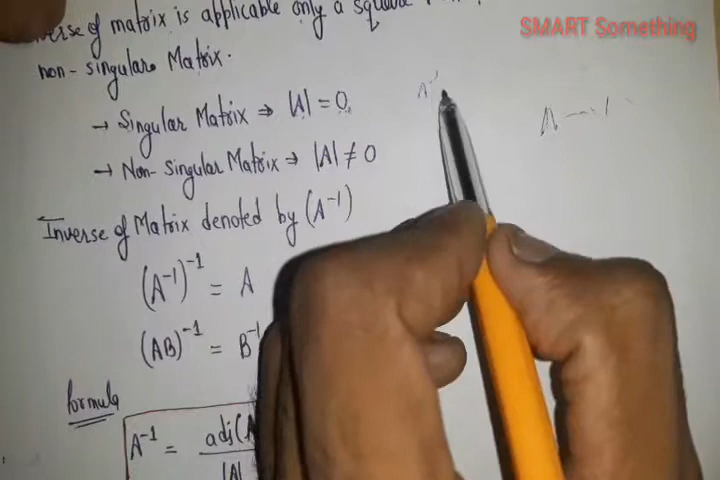 SMART Something
of matrix is applicable only a square
non-singular Matrix.
→ Singular Matrix ⇒ |A| = 0
→ Non-Singular Matrix ⇒ |A| ≠ 0
Inverse of Matrix denoted by (A⁻¹)
(A⁻¹)⁻¹ = A
(AB)⁻¹ = B⁻¹
formula
A⁻¹ = adj(A
|A|
A⁻¹